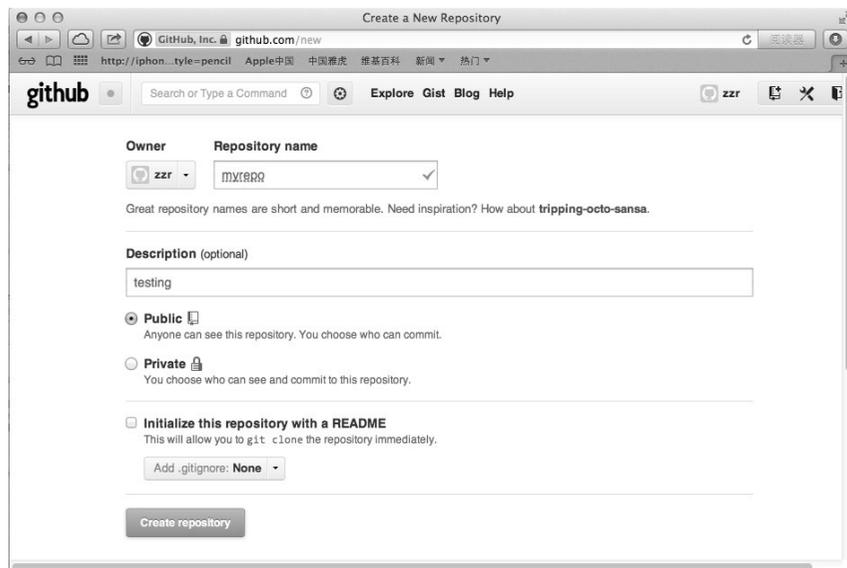 Create a New Repository
GitHub, Inc. github.com/new 阅读器
http://iphon...tyle=pencil Apple中国 中国雅虎 维基百科 新闻 热门
github Search or Type a Command Explore Gist Blog Help zzr
Owner Repository name
zzr myrepo
Great repository names are short and memorable. Need inspiration? How about tripping-octo-sansa.
Description (optional)
testing
Public
Anyone can see this repository. You choose who can commit.
Private
You choose who can see and commit to this repository.
Initialize this repository with a README
This will allow you to git clone the repository immediately.
Add .gitignore: None
Create repository